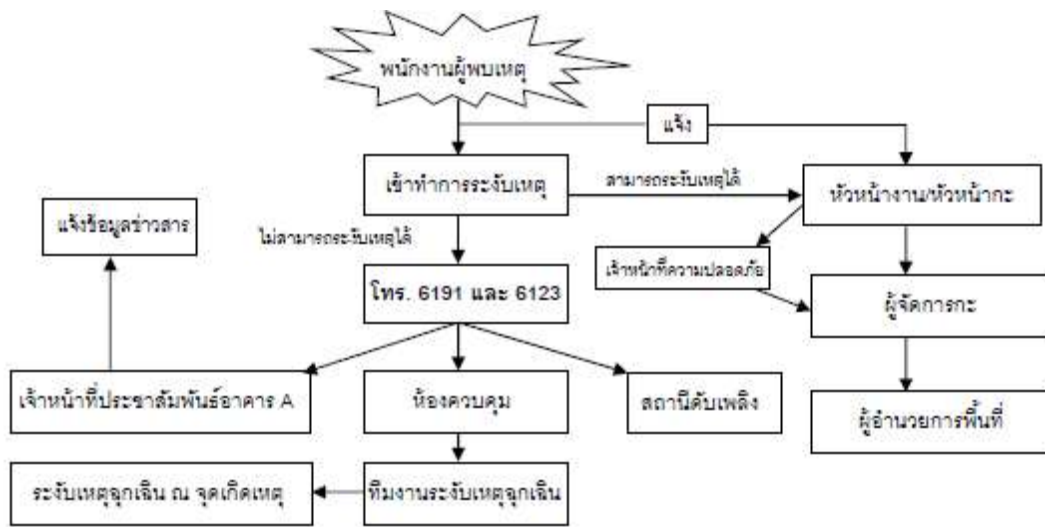 พนักงานผู้พบเหตุ
แจ้ง
เข้าทำการระงับเหตุ
สามารถระงับเหตุได้
หัวหน้างาน/หัวหน้ากะ
แจ้งข้อมูลข่าวสาร
ไม่สามารถระงับเหตุได้
เจ้าหน้าที่ความปลอดภัย
โทร. 6191 และ 6123
ผู้จัดการกะ
เจ้าหน้าที่ประชาสัมพันธ์อาคาร A
ห้องควบคุม
สถานีดับเพลิง
ผู้อำนวยการพื้นที่
ระงับเหตุฉุกเฉิน ณ จุดเกิดเหตุ
ทีมงานระงับเหตุฉุกเฉิน